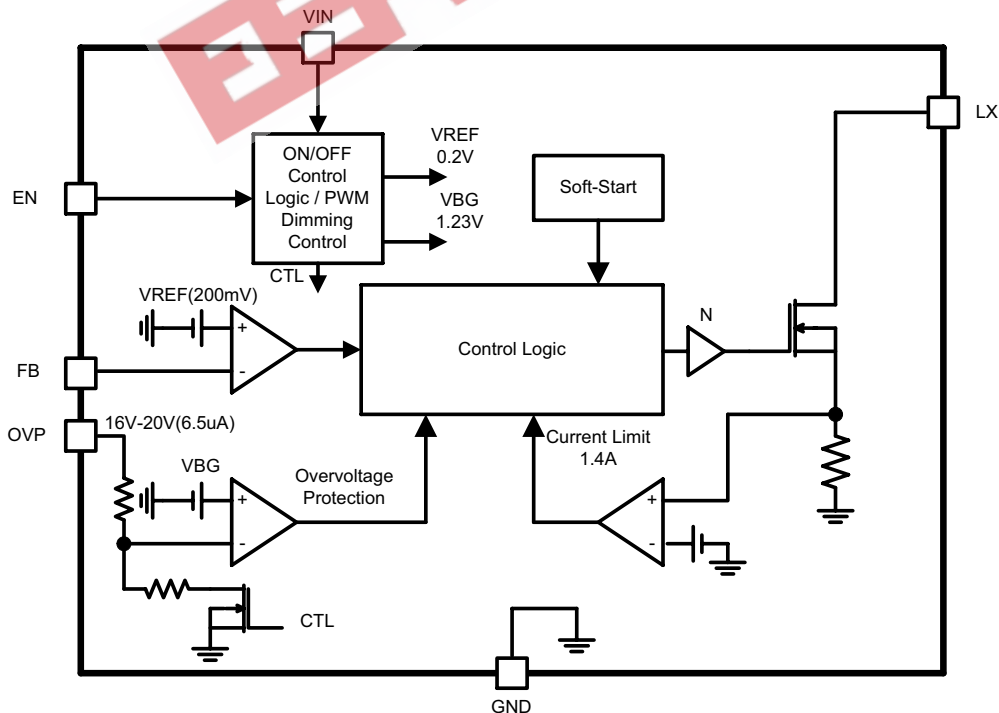 VIN
LX
EN
ON/OFF
Control
Logic / PWM
Dimming
Control
VREF
0.2V
VBG
1.23V
Soft-Start
CTL
VREF(200mV)
+
-
Control Logic
N
FB
OVP
16V-20V(6.5uA)
VBG
+
-
Overvoltage
Protection
Current Limit
1.4A
+
-
CTL
GND